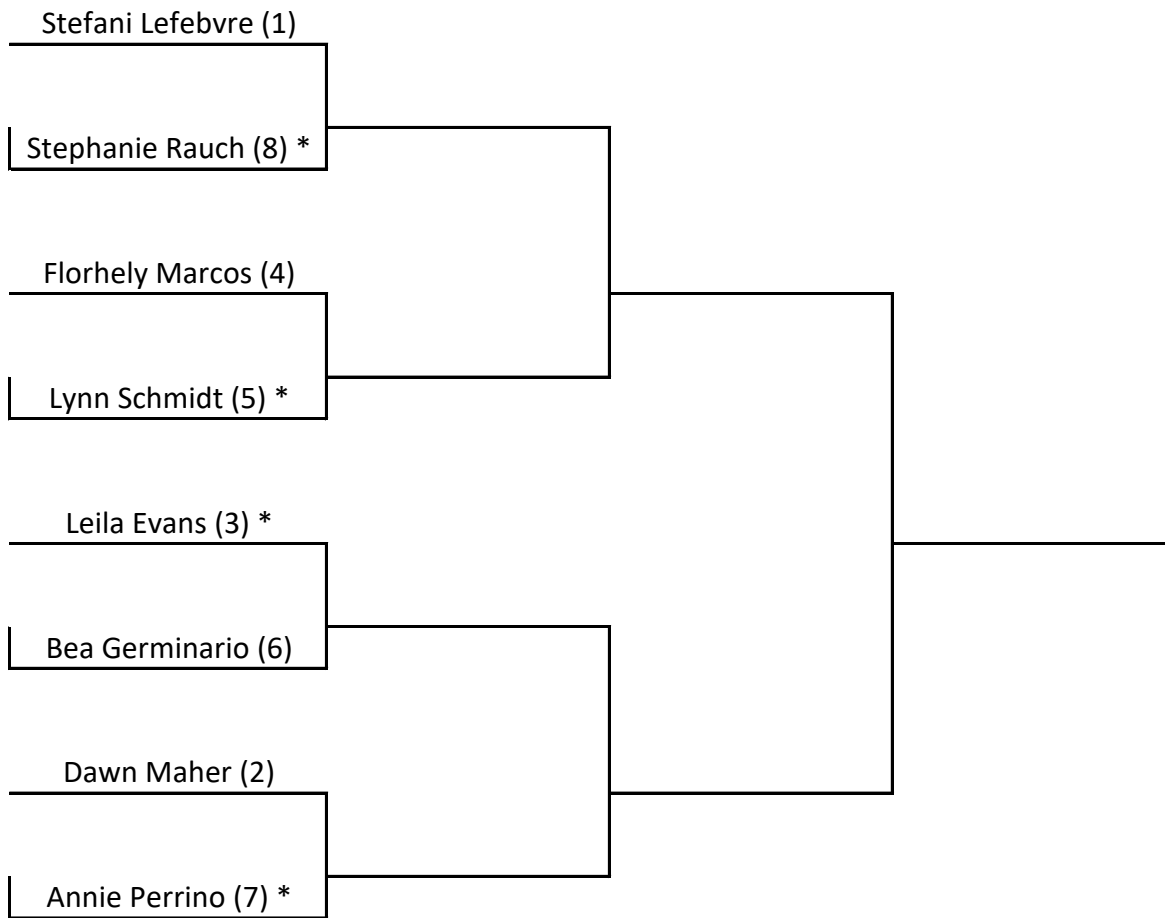 Stefani Lefebvre (1)
Stephanie Rauch (8) *
Florhely Marcos (4)
Lynn Schmidt (5) *
Leila Evans (3) *
Bea Germinario (6)
Dawn Maher (2)
Annie Perrino (7) *